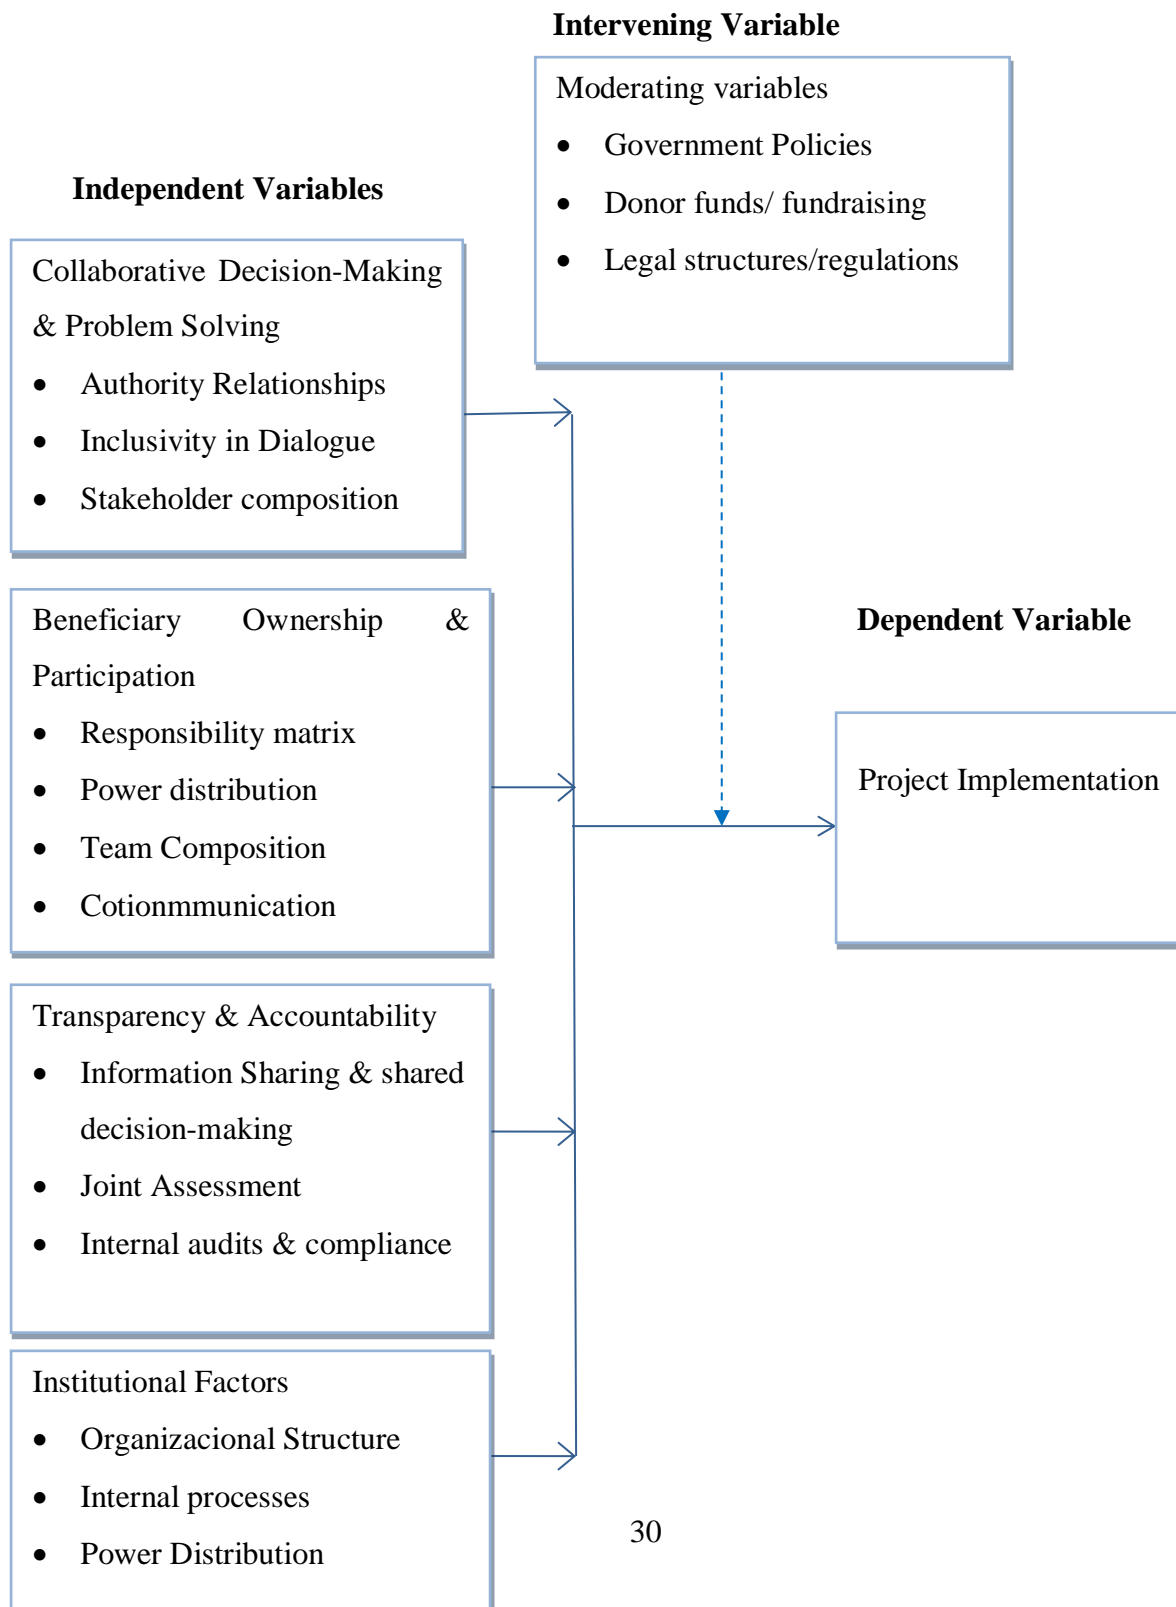 Intervening Variable
Moderating variables
• Government Policies
• Donor funds/ fundraising
• Legal structures/regulations
Independent Variables
Collaborative Decision-Making
& Problem Solving
• Authority Relationships
• Inclusivity in Dialogue
• Stakeholder composition
Beneficiary Ownership &
Participation
• Responsibility matrix
• Power distribution
• Team Composition
• Cotionmmunication
Dependent Variable
Project Implementation
Transparency & Accountability
• Information Sharing & shared
decision-making
• Joint Assessment
• Internal audits & compliance
Institutional Factors
• Organizacional Structure
• Internal processes
• Power Distribution
30